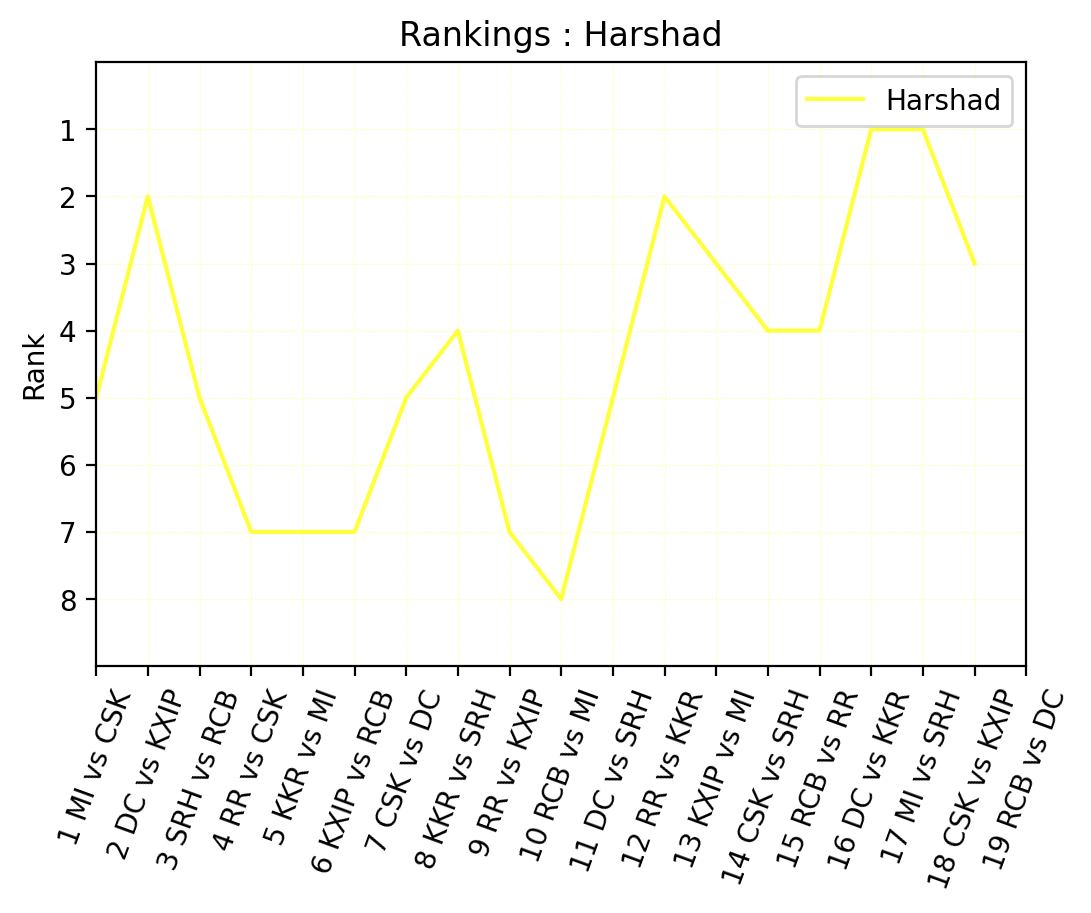 Rankings : Harshad
Harshad
Rank
1
2
3
4
5
6
7
8
1 MI vs CSK
2 DC vs KXIP
3 SRH vs RCB
4 RR vs CSK
5 KKR vs MI
6 KXIP vs RCB
7 CSK vs DC
8 KKR vs SRH
9 RR vs KXIP
10 RCB vs MI
11 DC vs SRH
12 RR vs KKR
13 KXIP vs MI
14 CSK vs SRH
15 RCB vs RR
16 DC vs KKR
17 MI vs SRH
18 CSK vs KXIP
19 RCB vs DC